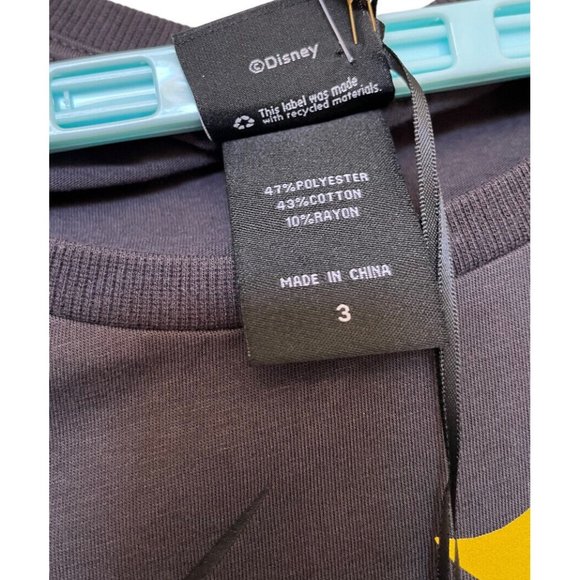 ©Disney
This label was made
with recycled materials.
47%POLYESTER
43%COTTON
10%RAYON
MADE IN CHINA
3